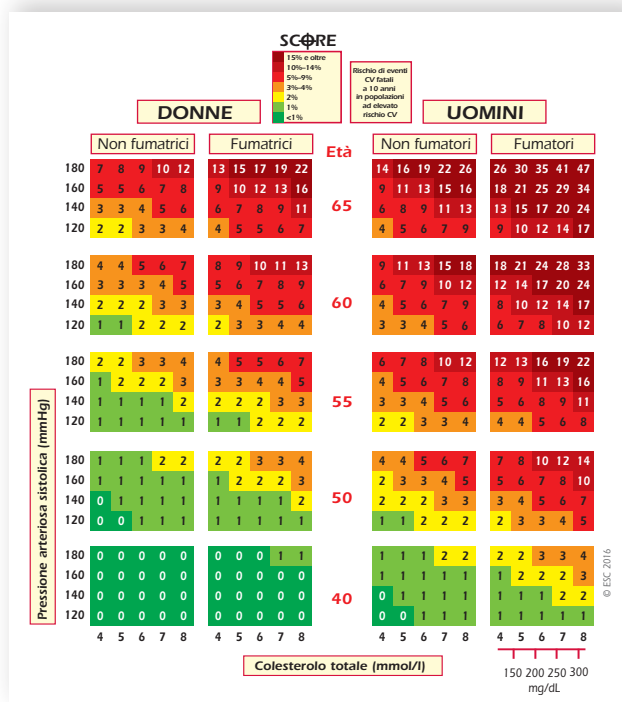 SCORE
15% e oltre
10%–14%
5%–9%
3%–4%
2%
1%
<1%
Rischio di eventi
CV fatali
a 10 anni
in popolazioni
ad elevato
rischio CV
DONNE
UOMINI
Non fumatrici
Fumatrici
Età
Non fumatori
Fumatori
180 7 8 9 10 12 13 15 17 19 22 14 16 19 22 26 26 30 35 41 47
160 5 5 6 7 8 9 10 12 13 16 9 11 13 15 16 18 21 25 29 34
140 3 3 4 5 6 6 7 8 9 11 65 6 8 9 11 13 13 15 17 20 24
120 2 2 3 3 4 4 5 5 6 7 4 5 6 7 9 9 10 12 14 17
180 4 4 5 6 7 8 9 10 11 13 9 11 13 15 18 18 21 24 28 33
160 3 3 3 4 5 5 6 7 8 9 6 7 9 10 12 12 14 17 20 24
140 2 2 2 3 3 3 4 5 5 6 60 4 5 6 7 9 8 10 12 14 17
120 1 1 2 2 2 2 3 3 4 4 3 3 4 5 6 6 7 8 10 12
180 2 2 3 3 4 4 5 5 6 7 6 7 8 10 12 12 13 16 19 22
160 1 2 2 2 3 3 3 4 4 5 4 5 6 7 8 8 9 11 13 16
140 1 1 1 1 2 2 2 2 3 3 55 3 4 4 5 6 5 6 8 9 11
120 1 1 1 1 1 1 1 2 2 2 2 2 3 3 4 4 4 5 6 8
180 1 1 1 2 2 2 2 3 3 4 4 4 5 6 7 7 8 10 12 14
160 1 1 1 1 1 1 2 2 2 3 2 3 3 4 5 5 6 7 8 10
140 0 1 1 1 1 1 1 1 1 2 50 2 2 2 3 3 3 4 5 6 7
120 0 0 1 1 1 1 1 1 1 1 1 1 2 2 2 2 3 3 4 5
180 0 0 0 0 0 0 0 0 1 1 1 1 1 2 2 2 2 3 3 4
160 0 0 0 0 0 0 0 0 0 0 1 1 1 1 1 1 2 2 2 3
140 0 0 0 0 0 0 0 0 0 0 40 0 1 1 1 1 1 1 1 2 2
120 0 0 0 0 0 0 0 0 0 0 0 0 1 1 1 1 1 1 1 1
4 5 6 7 8 4 5 6 7 8 4 5 6 7 8 4 5 6 7 8
Pressione arteriosa sistolica (mmHg)
Colesterolo totale (mmol/l)
150 200 250 300
mg/dL
© ESC 2016